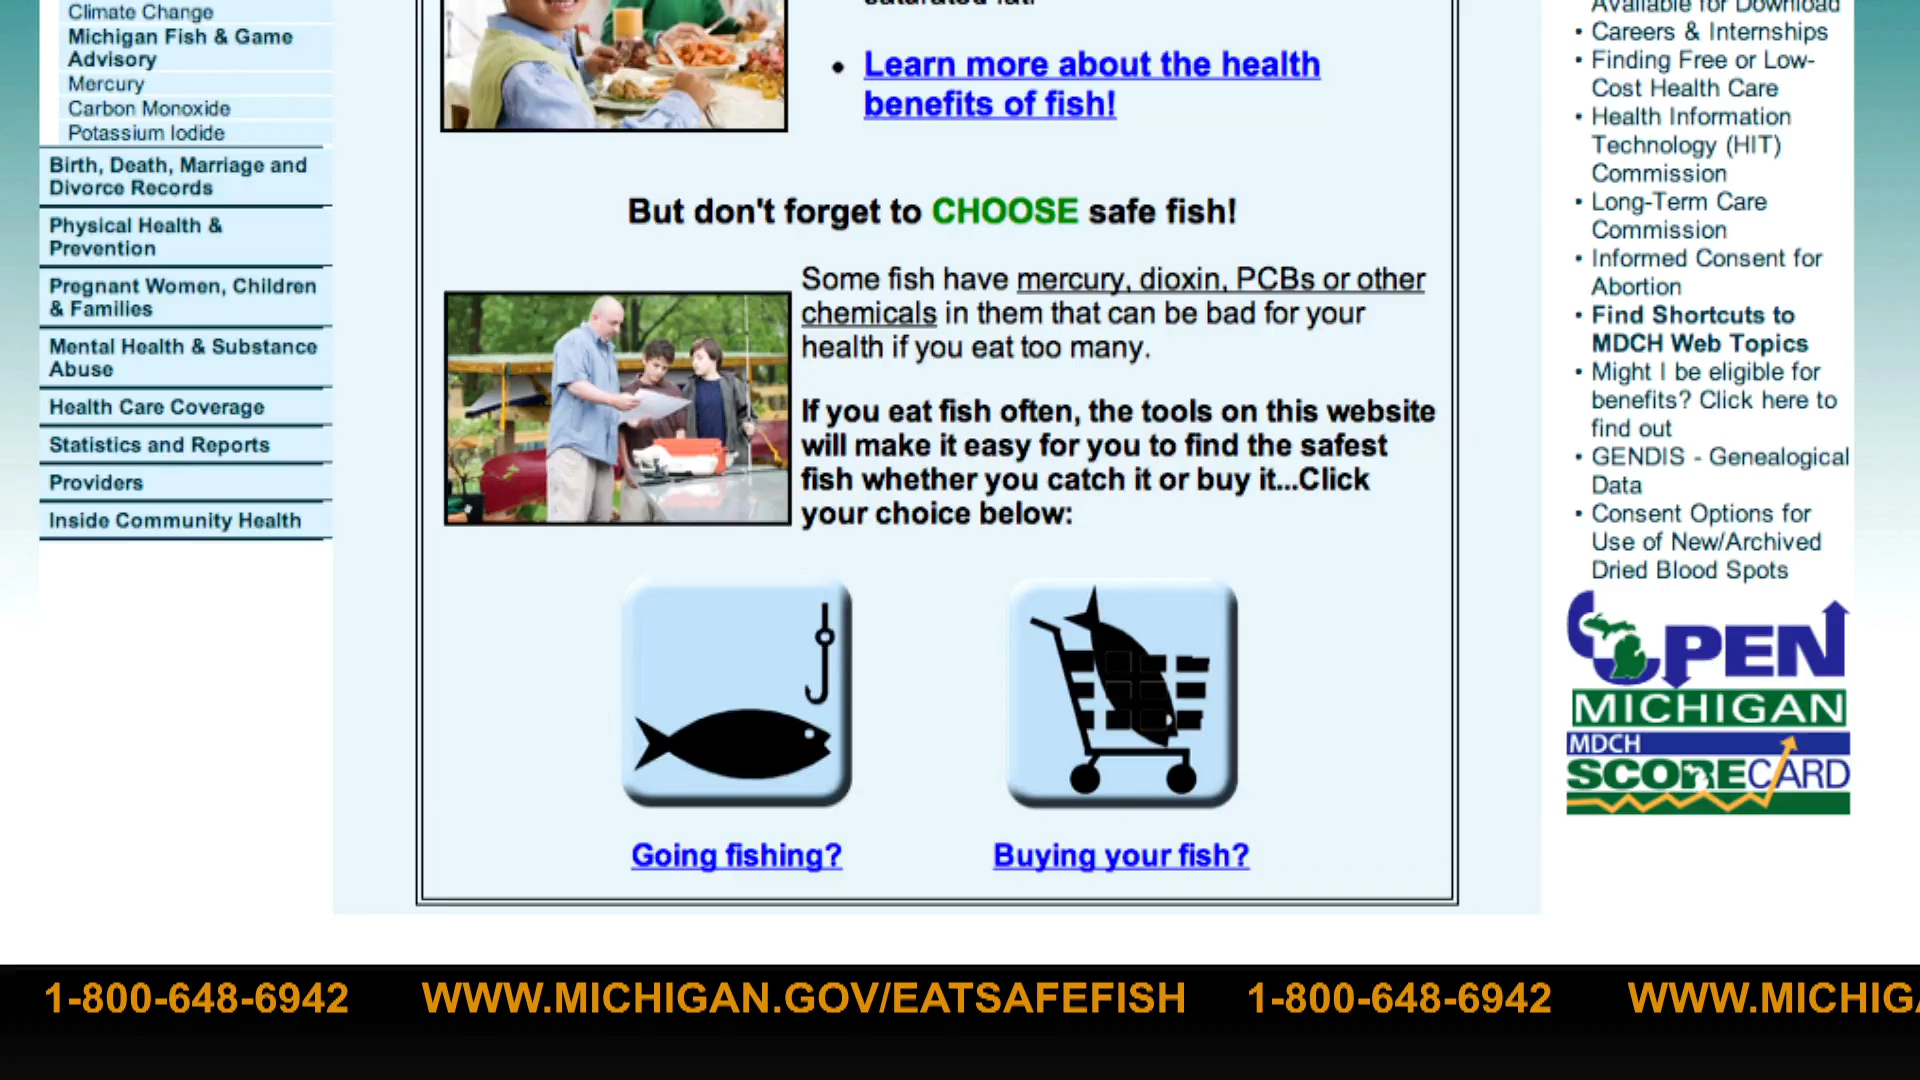 Climate Change
Michigan Fish & Game
Advisory
Mercury
Carbon Monoxide
Potassium Iodide
Birth, Death, Marriage and
Divorce Records
Physical Health &
Prevention
Pregnant Women, Children
& Families
Mental Health & Substance
Abuse
Health Care Coverage
Statistics and Reports
Providers
Inside Community Health
saturated fat.
• Learn more about the health
benefits of fish!
But don't forget to CHOOSE safe fish!
Some fish have mercury, dioxin, PCBs or other
chemicals in them that can be bad for your
health if you eat too many.
If you eat fish often, the tools on this website
will make it easy for you to find the safest
fish whether you catch it or buy it...Click
your choice below:
Going fishing?
Buying your fish?
Available for Download
• Careers & Internships
• Finding Free or Low-
Cost Health Care
• Health Information
Technology (HIT)
Commission
• Long-Term Care
Commission
• Informed Consent for
Abortion
• Find Shortcuts to
MDCH Web Topics
• Might I be eligible for
benefits? Click here to
find out
• GENDIS - Genealogical
Data
• Consent Options for
Use of New/Archived
Dried Blood Spots
OPEN
MICHIGAN
MDCH
SCORECARD
1-800-648-6942 WWW.MICHIGAN.GOV/EATSAFEFISH 1-800-648-6942 WWW.MICHIG